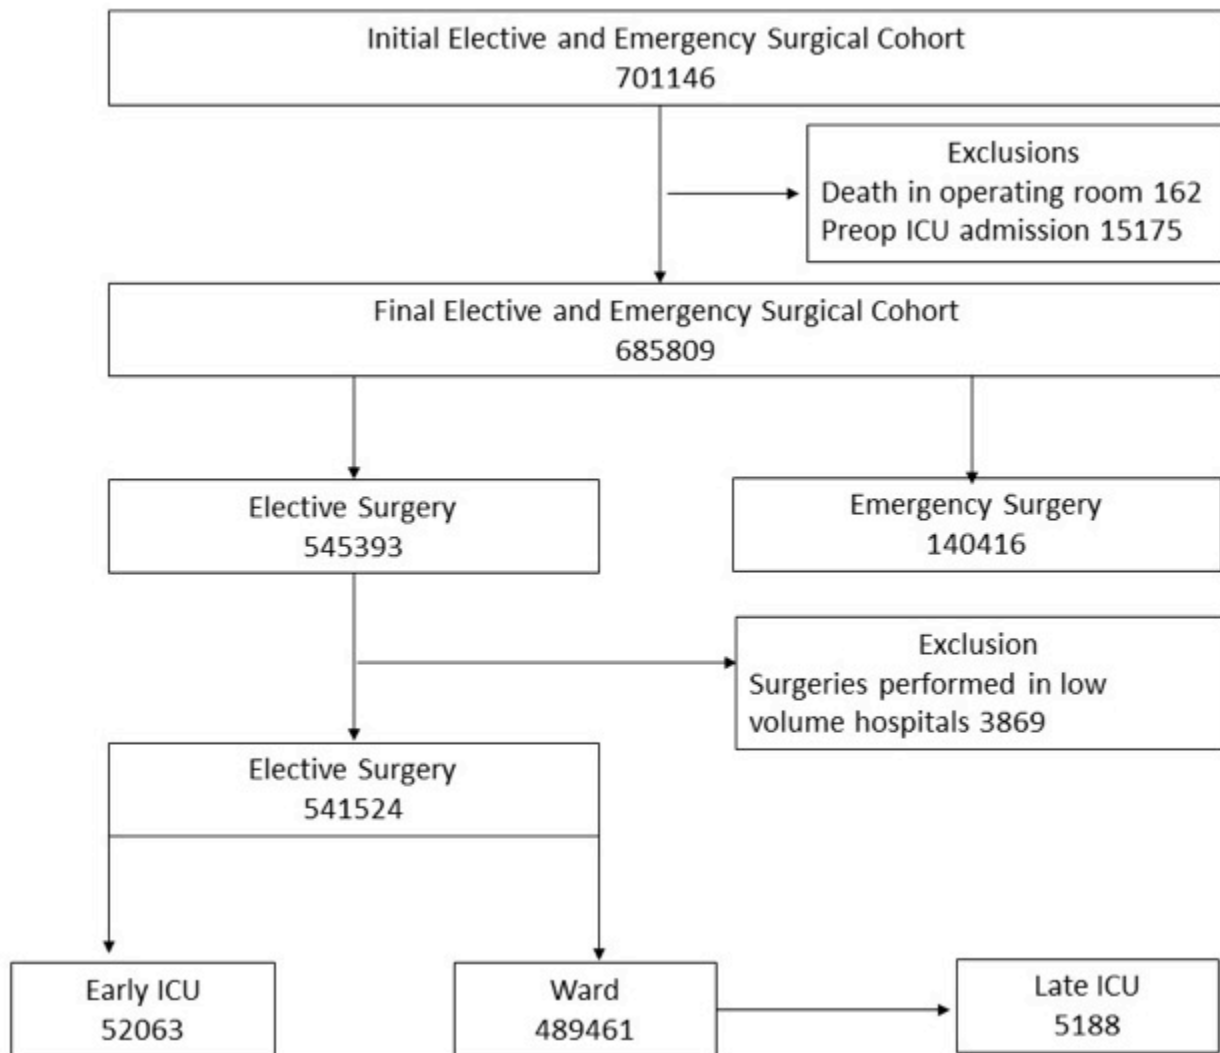 Initial Elective and Emergency Surgical Cohort
701146
Exclusions
Death in operating room 162
Preop ICU admission 15175
Final Elective and Emergency Surgical Cohort
685809
Elective Surgery
545393
Emergency Surgery
140416
Exclusion
Surgeries performed in low
volume hospitals 3869
Elective Surgery
541524
Early ICU
52063
Ward
489461
Late ICU
5188